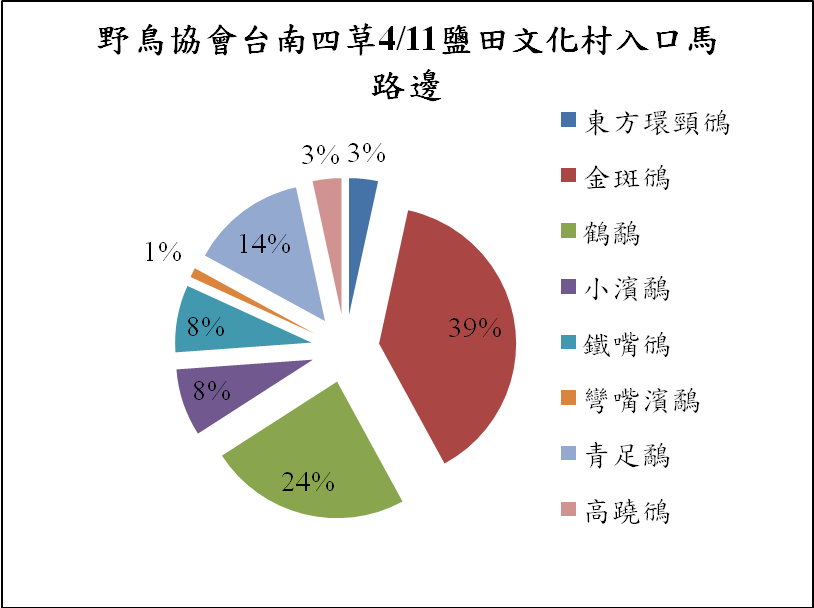 野鳥協會台南四草4/11鹽田文化村入口馬
路邊
東方環頸鴴
金斑鴴
鶴鷸
小濱鷸
鐵嘴鴴
彎嘴濱鷸
青足鷸
高蹺鴴
3%
39%
24%
8%
8%
1%
14%
3%